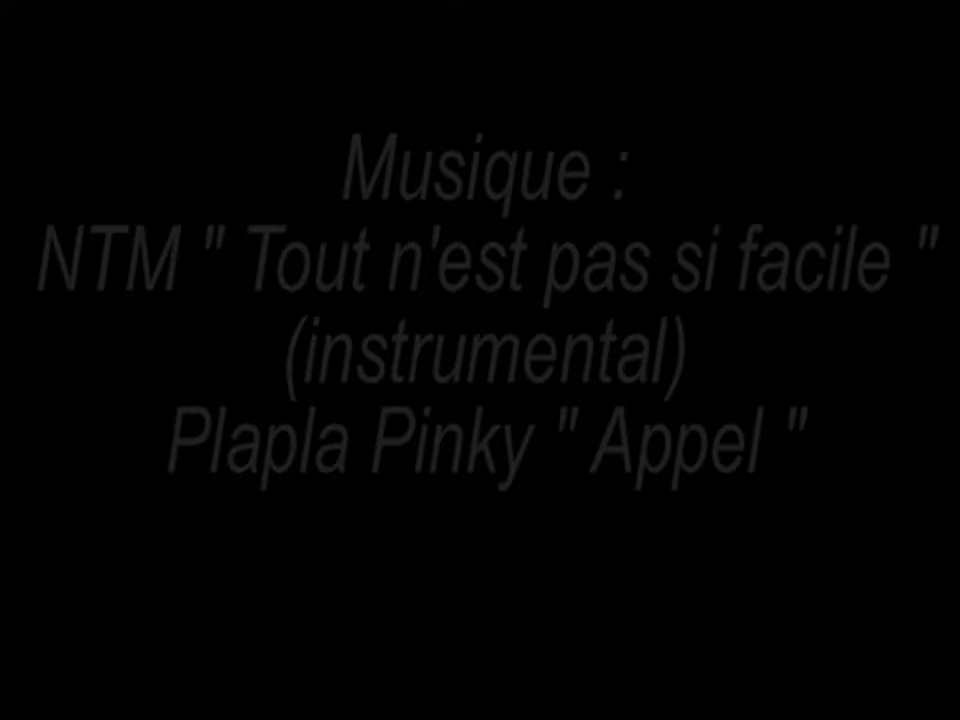 Musique :
NTM " Tout n'est pas si facile "
(instrumental)
Plapla Pinky " Appel "